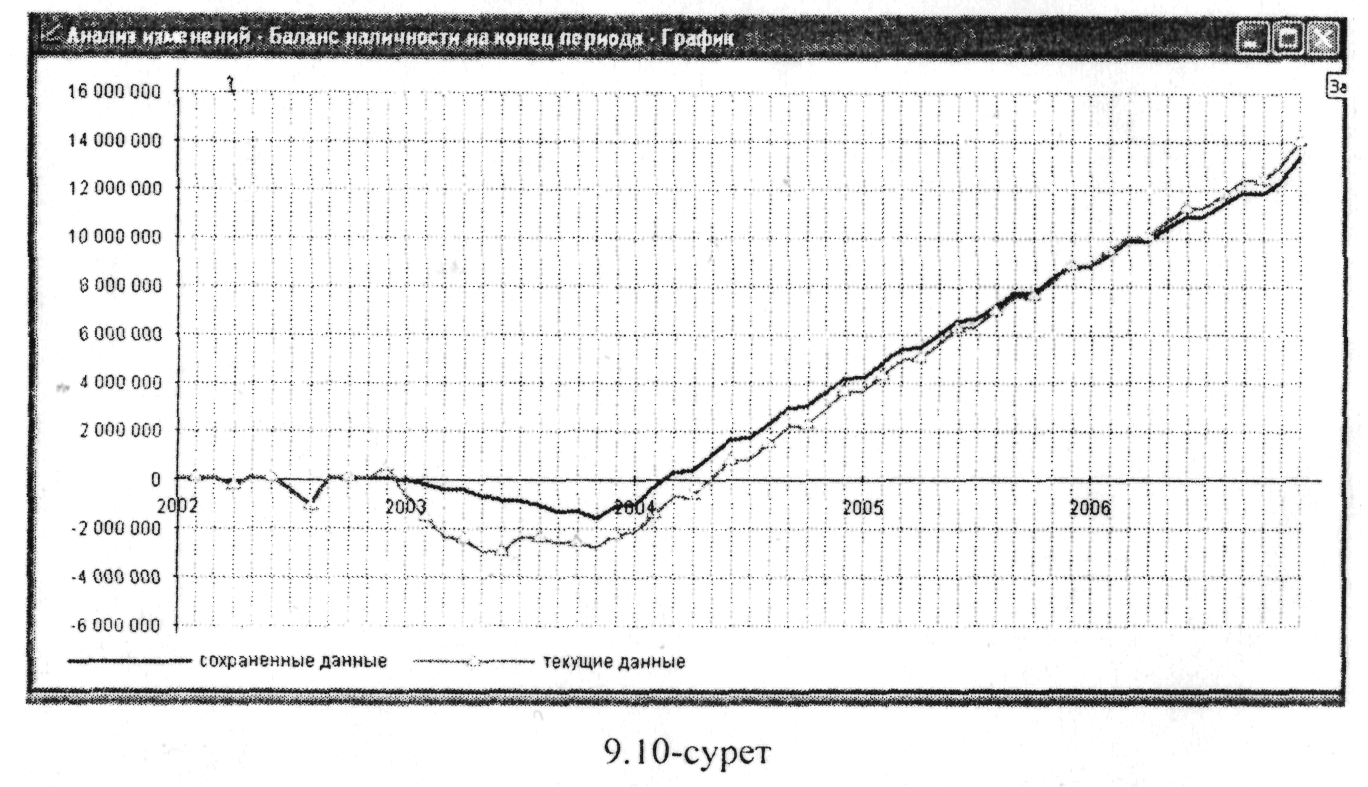 Анализ изменений - Баланс наличности на конец периода - График
?
За
16 000 000
14 000 000
12 000 000
10 000 000
8 000 000
6 000 000
4 000 000
2 000 000
0
2002 2003 2004 2005 2006
-2 000 000
-4 000 000
-6 000 000
сохраненные данные текущие данные
9.10-сурет